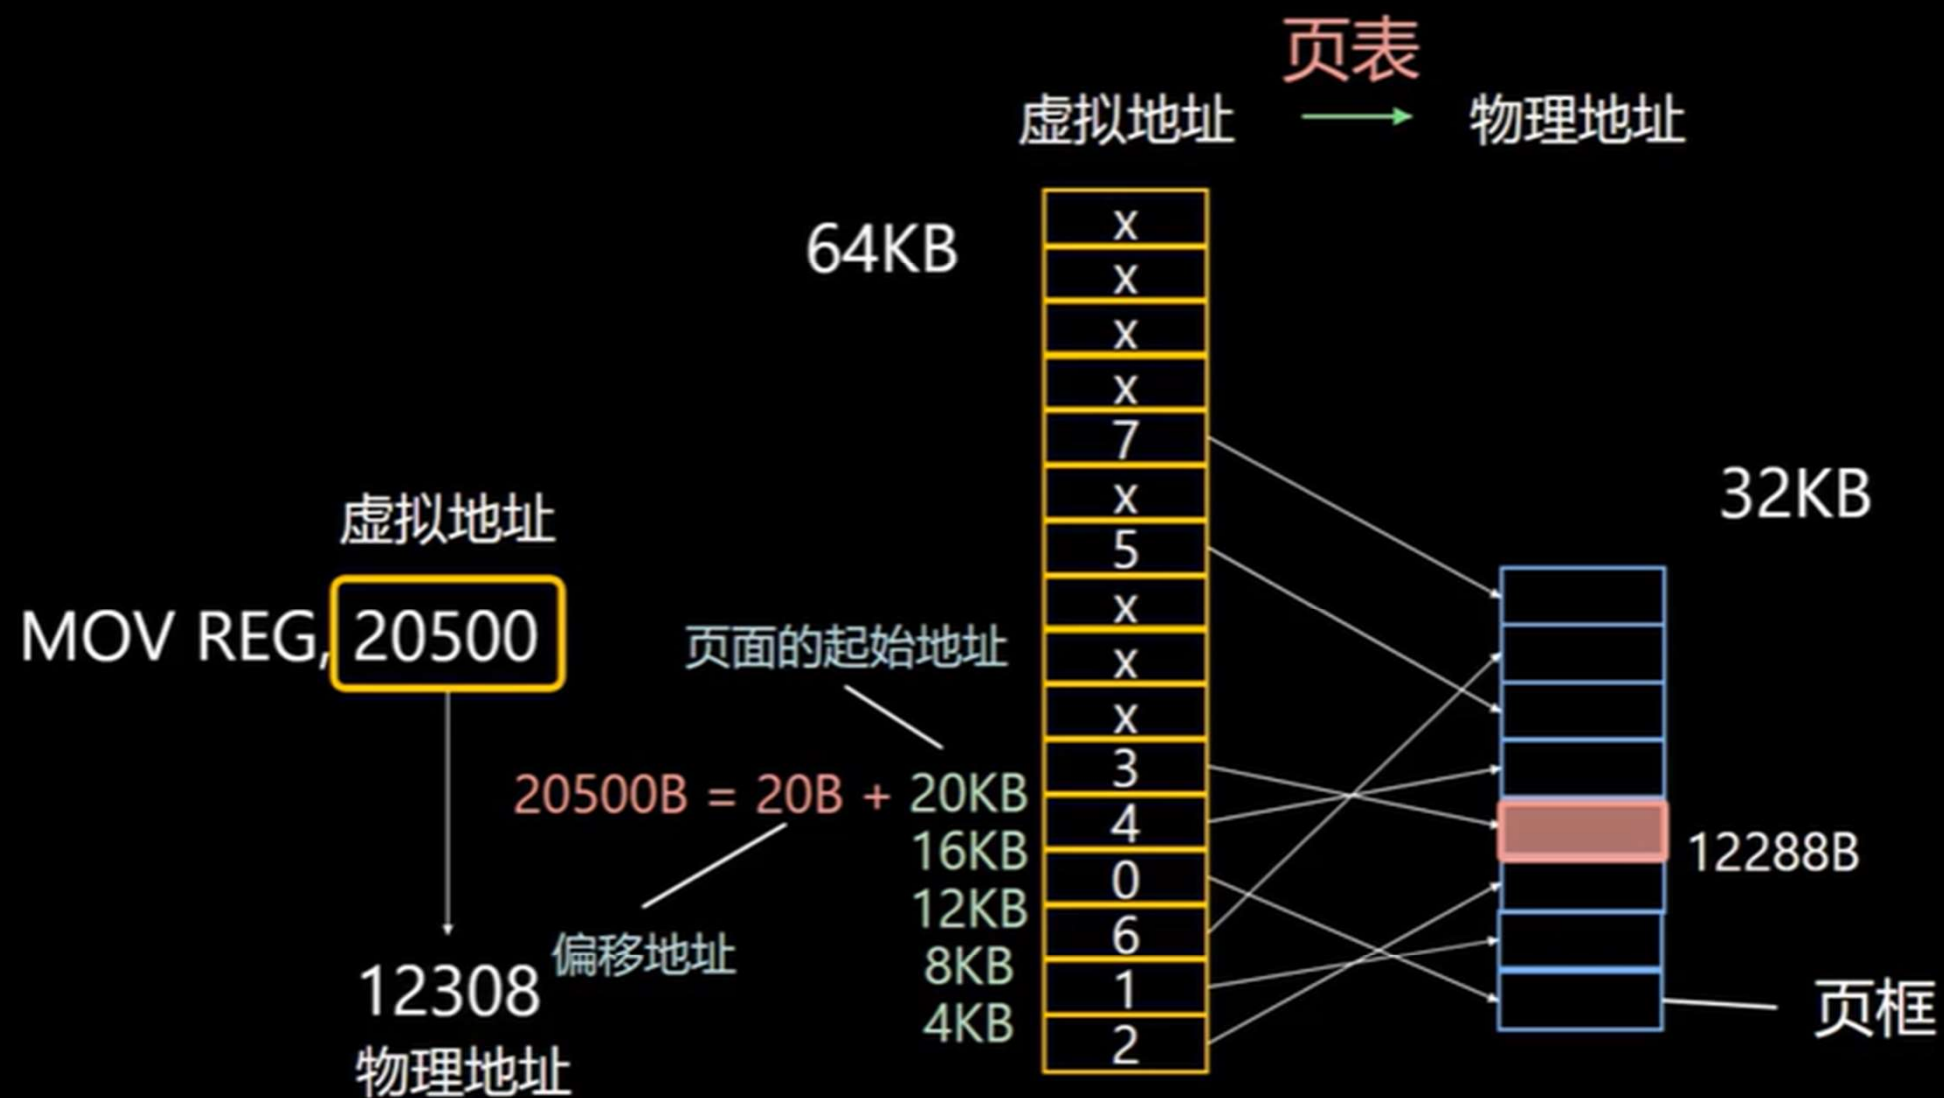 页表
虚拟地址
物理地址
64KB
x
x
x
x
7
x
5
x
x
x
3
4
0
6
1
2
32KB
虚拟地址
MOV REG, 20500
页面的起始地址
20500B = 20B + 20KB
16KB
12KB
8KB
4KB
12288B
偏移地址
12308
物理地址
页框